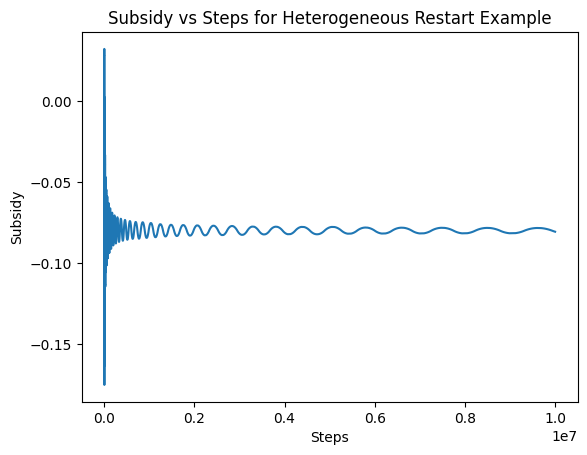 Subsidy vs Steps for Heterogeneous Restart Example
Subsidy
0.00
−0.05
−0.10
−0.15
0.0
0.2
0.4
0.6
0.8
1.0
1e7
Steps